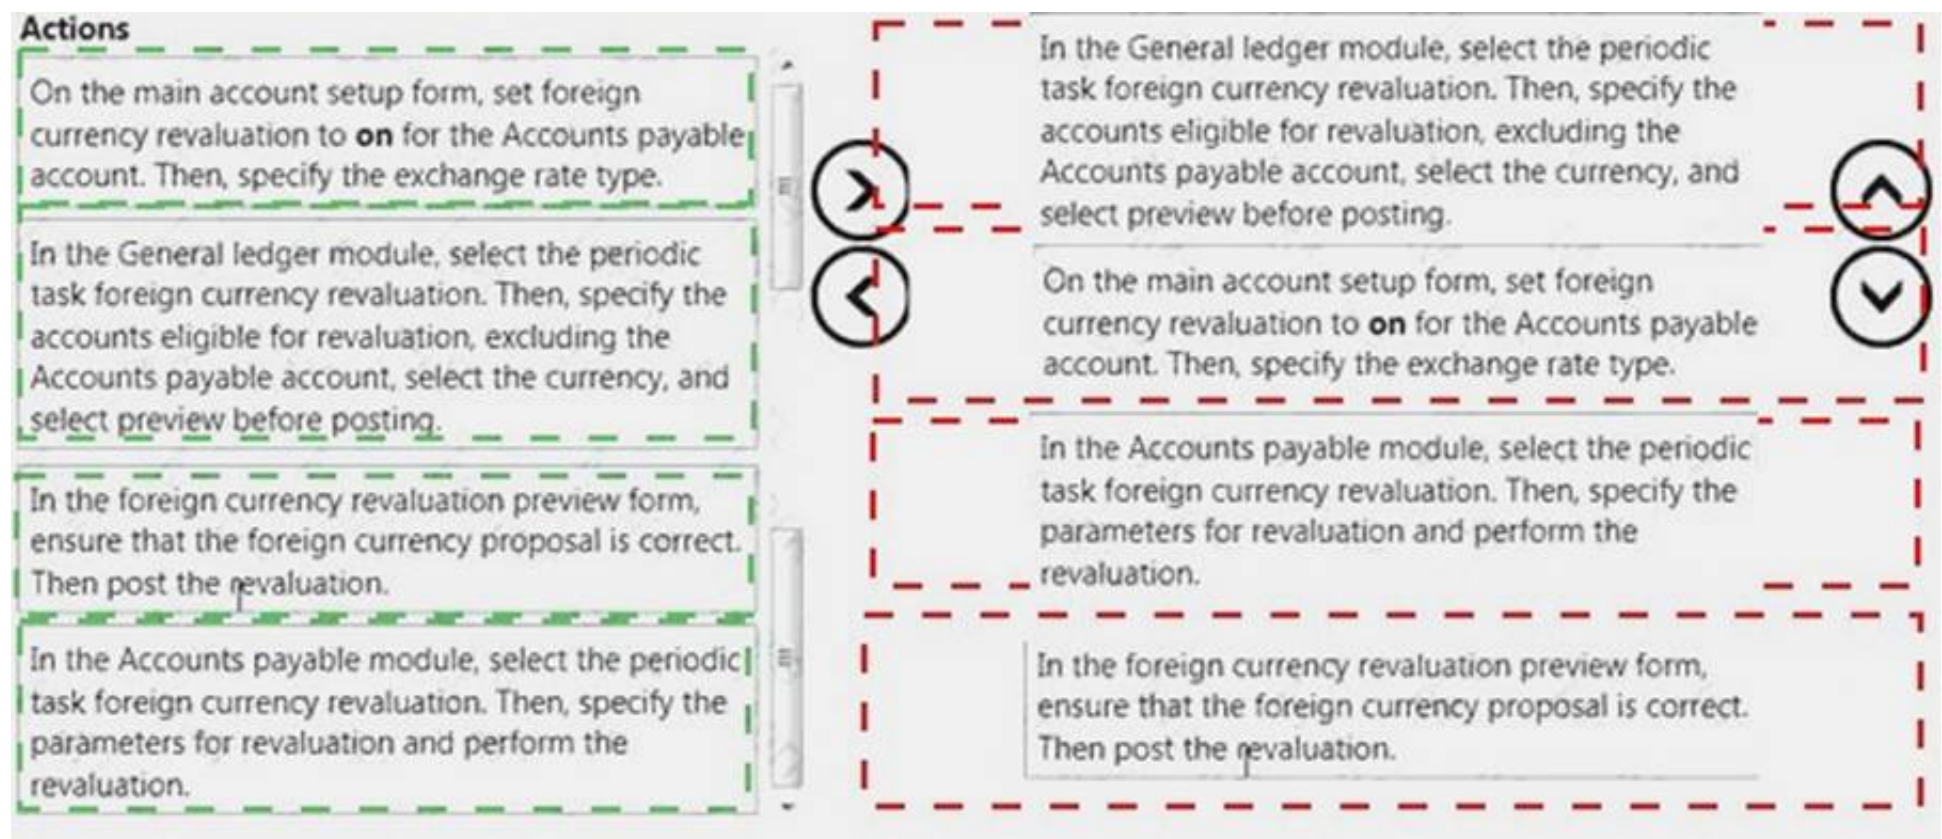 Actions
On the main account setup form, set foreign
currency revaluation to on for the Accounts payable
account. Then, specify the exchange rate type.
In the General ledger module, select the periodic
task foreign currency revaluation. Then, specify the
accounts eligible for revaluation, excluding the
Accounts payable account, select the currency, and
select preview before posting.
In the foreign currency revaluation preview form,
ensure that the foreign currency proposal is correct.
Then post the revaluation.
In the Accounts payable module, select the periodic
task foreign currency revaluation. Then, specify the
parameters for revaluation and perform the
revaluation.
In the General ledger module, select the periodic
task foreign currency revaluation. Then, specify the
accounts eligible for revaluation, excluding the
Accounts payable account, select the currency, and
select preview before posting.
On the main account setup form, set foreign
currency revaluation to on for the Accounts payable
account. Then, specify the exchange rate type.
In the Accounts payable module, select the periodic
task foreign currency revaluation. Then, specify the
parameters for revaluation and perform the
revaluation.
In the foreign currency revaluation preview form,
ensure that the foreign currency proposal is correct.
Then post the revaluation.